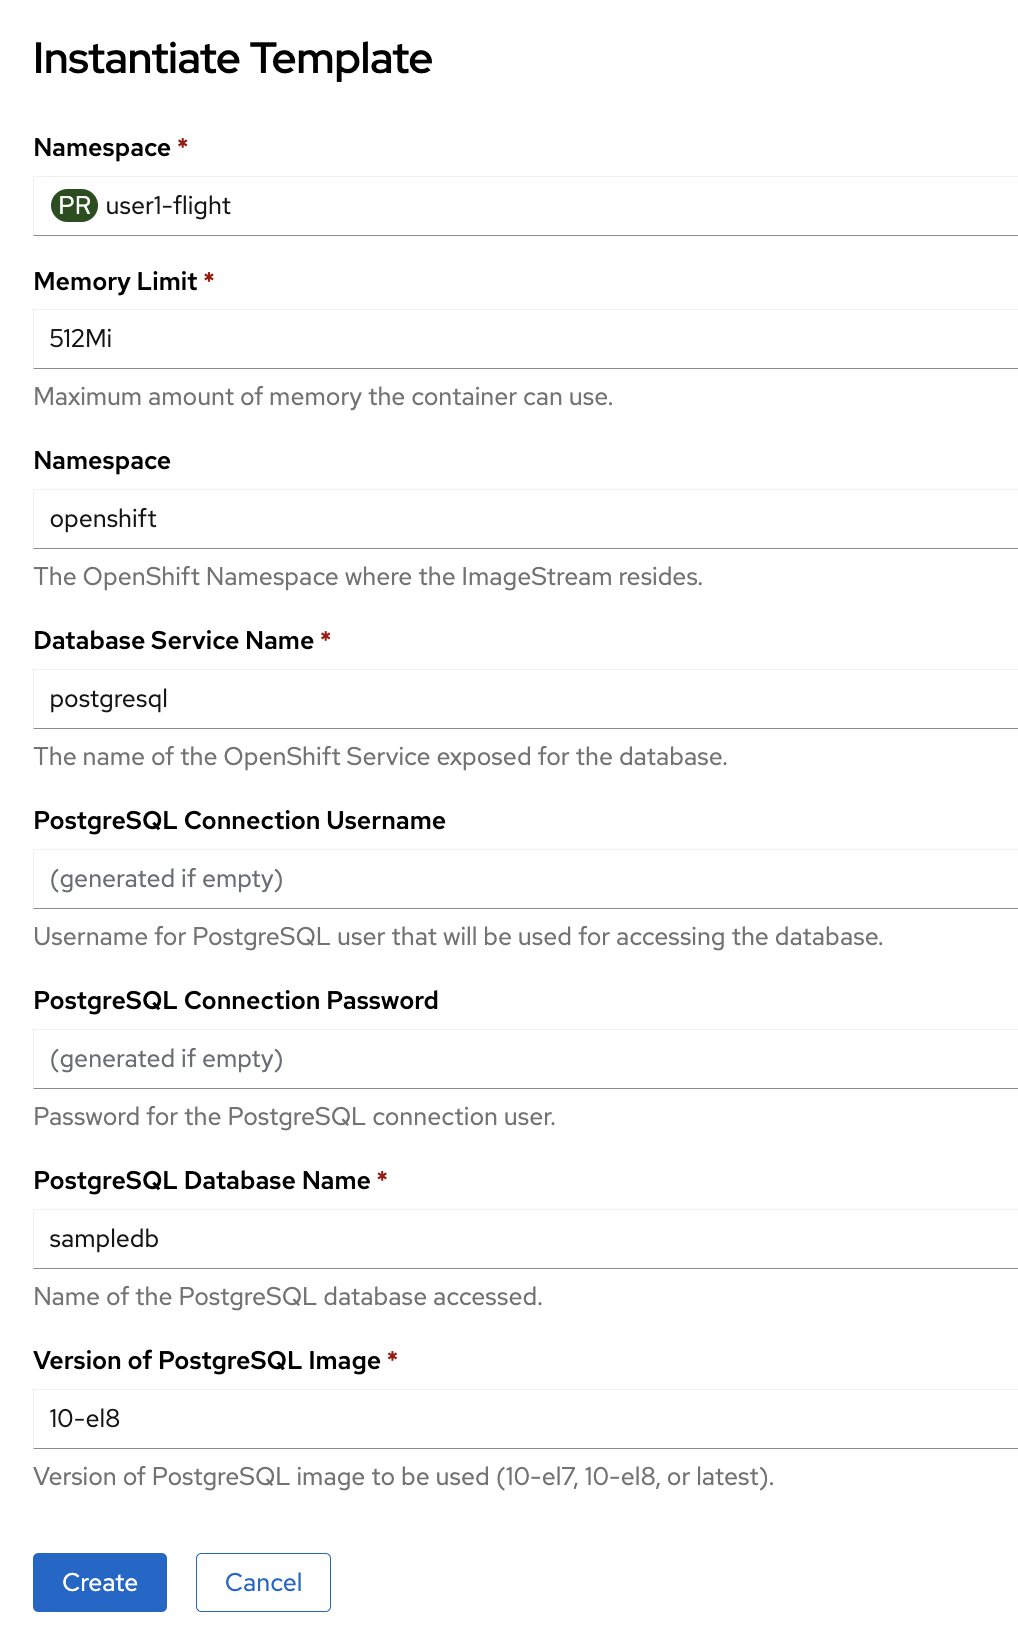 Instantiate Template
Namespace *
PR user1-flight
Memory Limit *
512Mi
Maximum amount of memory the container can use.
Namespace
openshift
The OpenShift Namespace where the ImageStream resides.
Database Service Name *
postgresql
The name of the OpenShift Service exposed for the database.
PostgreSQL Connection Username
(generated if empty)
Username for PostgreSQL user that will be used for accessing the database.
PostgreSQL Connection Password
(generated if empty)
Password for the PostgreSQL connection user.
PostgreSQL Database Name *
sampledb
Name of the PostgreSQL database accessed.
Version of PostgreSQL Image *
10-el8
Version of PostgreSQL image to be used (10-el7, 10-el8, or latest).
Create Cancel